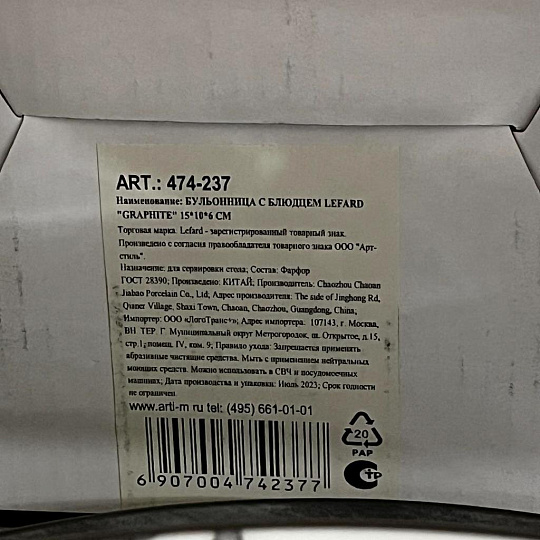 ART.: 474-237
Наименование: БУЛЬОННИЦА С БЛЮДЦЕМ LEFARD
"GRAPHITE" 15*10*6 СМ
Торговая марка: Lefard - зарегистрированный товарный знак.
Произведено с согласия правообладателя товарного знака ООО "Арт-
стиль".
Назначение: для сервировки стола; Состав: Фарфор
ГОСТ 28390; Произведено: КИТАЙ; Производитель: Chaozhou Chaoan
Jiabao Porcelain Co., Ltd; Адрес производителя: The side of Jinghong Rd,
Village, Shaxi Town, Chaoan, Chaozhou, Guangdong, China;
Импортер: ООО «ЛогоТранс+»; Адрес импортера: 107143, г. Москва,
ВН. ТЕР. Г. Муниципальный округ Метрогородок, ш. Открытое, д.15,
стр.1; помещ. IV, ком. 9; Правило ухода: Запрещается применять
абразивные чистящие средства. Мыть с применением нейтральных
моющих средств. Можно использовать в СВЧ и посудомоечных
машинах; Дата производства и упаковки: Июль 2023; Срок годности
не ограничен.
www.arti-m.ru tel: (495) 661-01-01
20
PAP
6 907004 742377